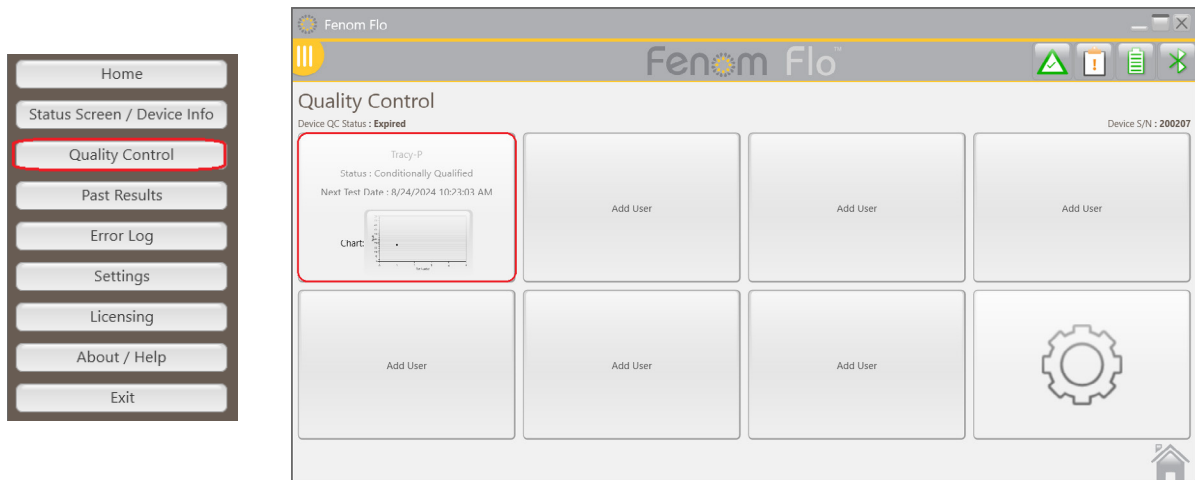 Home
Status Screen / Device Info
Quality Control
Past Results
Error Log
Settings
Licensing
About / Help
Exit
Fenom Flo
Fenom Flo™
Quality Control
Device QC Status : Expired
Device S/N : 200207
Tracy-P
Status : Conditionally Qualified
Next Test Date : 8/24/2024 10:23:03 AM
Chart:
Add User
Add User
Add User
Add User
Add User
Add User